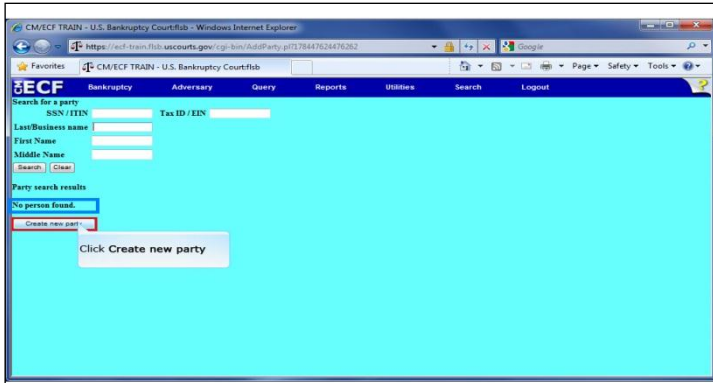 CM/ECF TRAIN - U.S. Bankruptcy Court:flsb - Windows Internet Explorer
https://ecf-train.flsb.uscourts.gov/cgi-bin/AddParty.pl?178447624476262
Google
Favorites
CM/ECF TRAIN - U.S. Bankruptcy Court:flsb
Page
Safety
Tools
ECF
Bankruptcy
Adversary
Query
Reports
Utilities
Search
Logout
?
Search for a party
SSN / ITIN
Tax ID / EIN
Last/Business name
First Name
Middle Name
Search
Clear
Party search results
No person found.
Create new party
Click Create new party